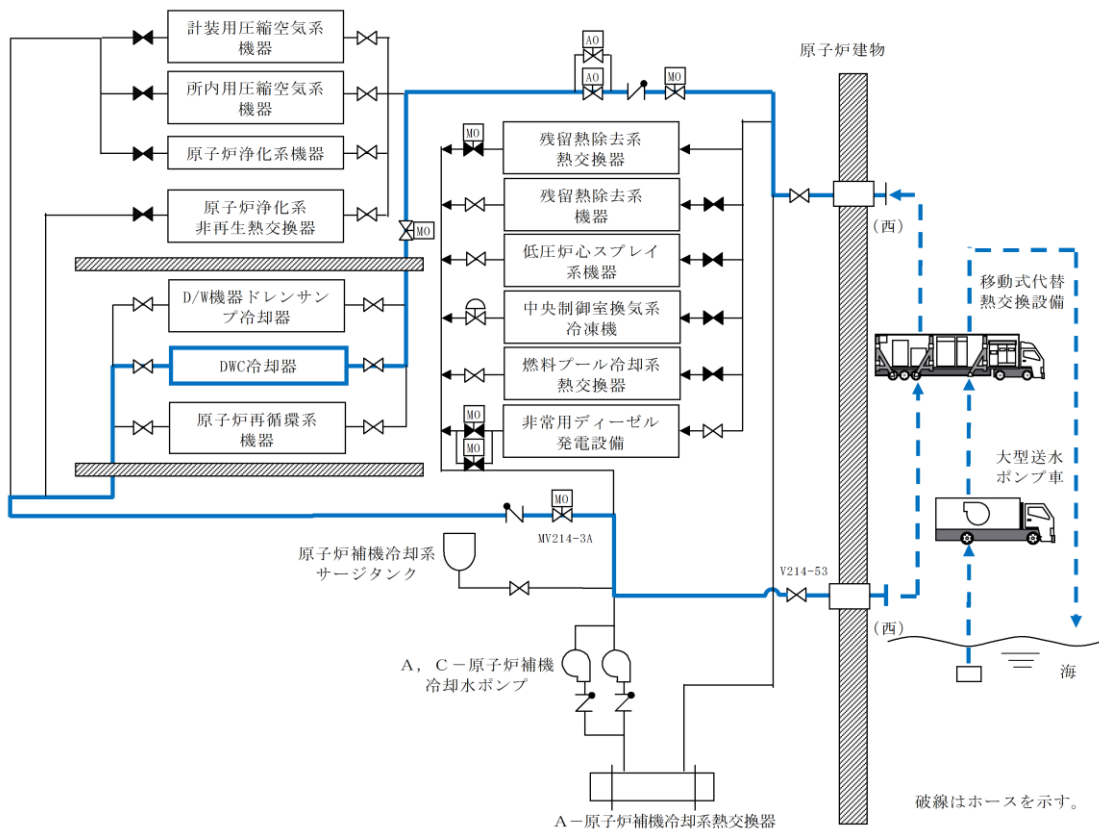 計装用圧縮空気系
機器
所内用圧縮空気系
機器
原子炉浄化系機器
原子炉浄化系
非再生熱交換器
MO
D/W機器ドレンサン
プ冷却器
DWC冷却器
原子炉再循環系
機器
AO
AO
MO
MO
残留熱除去系
熱交換器
残留熱除去系
機器
低圧炉心スプレイ
系機器
中央制御室換気系
冷凍機
燃料プール冷却系
熱交換器
MO
MO
非常用ディーゼル
発電設備
MO
MV214-3A
原子炉補機冷却系
サージタンク
A，C－原子炉補機
冷却水ポンプ
A－原子炉補機冷却系熱交換器
原子炉建物
(西)
移動式代替
熱交換設備
大型送水
ポンプ車
V214-53
(西)
海
破線はホースを示す。